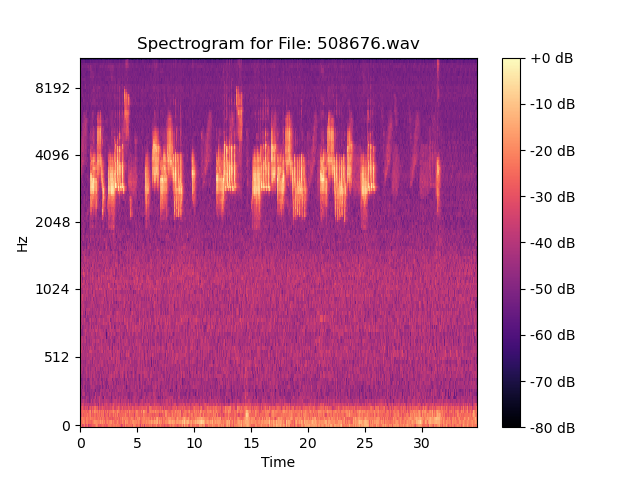 Spectrogram for File: 508676.wav
8192
4096
2048
1024
512
0
Hz
0 5 10 15 20 25 30
Time
+0 dB
-10 dB
-20 dB
-30 dB
-40 dB
-50 dB
-60 dB
-70 dB
-80 dB